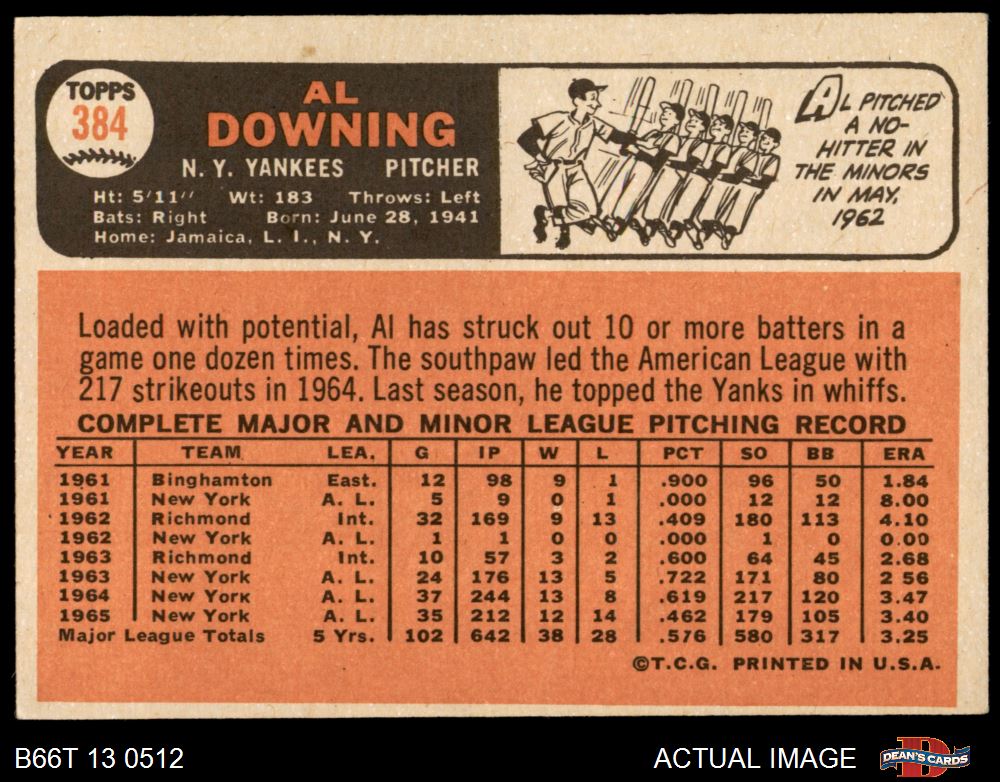 TOPPS
384
AL
DOWNING
N. Y. YANKEES PITCHER
Ht: 5'11" Wt: 183 Throws: Left
Bats: Right Born: June 28, 1941
Home: Jamaica, L. I., N. Y.
AL PITCHED
A NO-
HITTER IN
THE MINORS
IN MAY,
1962
Loaded with potential, Al has struck out 10 or more batters in a
game one dozen times. The southpaw led the American League with
217 strikeouts in 1964. Last season, he topped the Yanks in whiffs.
COMPLETE MAJOR AND MINOR LEAGUE PITCHING RECORD
YEAR TEAM LEA. G IP W L PCT SO BB ERA
1961 Binghamton East. 12 98 9 1 .900 96 50 1.84
1961 New York A. L. 5 9 0 1 .000 12 12 8.00
1962 Richmond Int. 32 169 9 13 .409 180 113 4.10
1962 New York A. L. 1 1 0 0 .000 1 0 0.00
1963 Richmond Int. 10 57 3 2 .600 64 45 2.68
1963 New York A. L. 24 176 13 5 .722 171 80 2 56
1964 New York A. L. 37 244 13 8 .619 217 120 3.47
1965 New York A. L. 35 212 12 14 .462 179 105 3.40
Major League Totals 5 Yrs. 102 642 38 28 .576 580 317 3.25
©T.C.G. PRINTED IN U.S.A.
B66T 13 0512 ACTUAL IMAGE DEAN'S CARDS